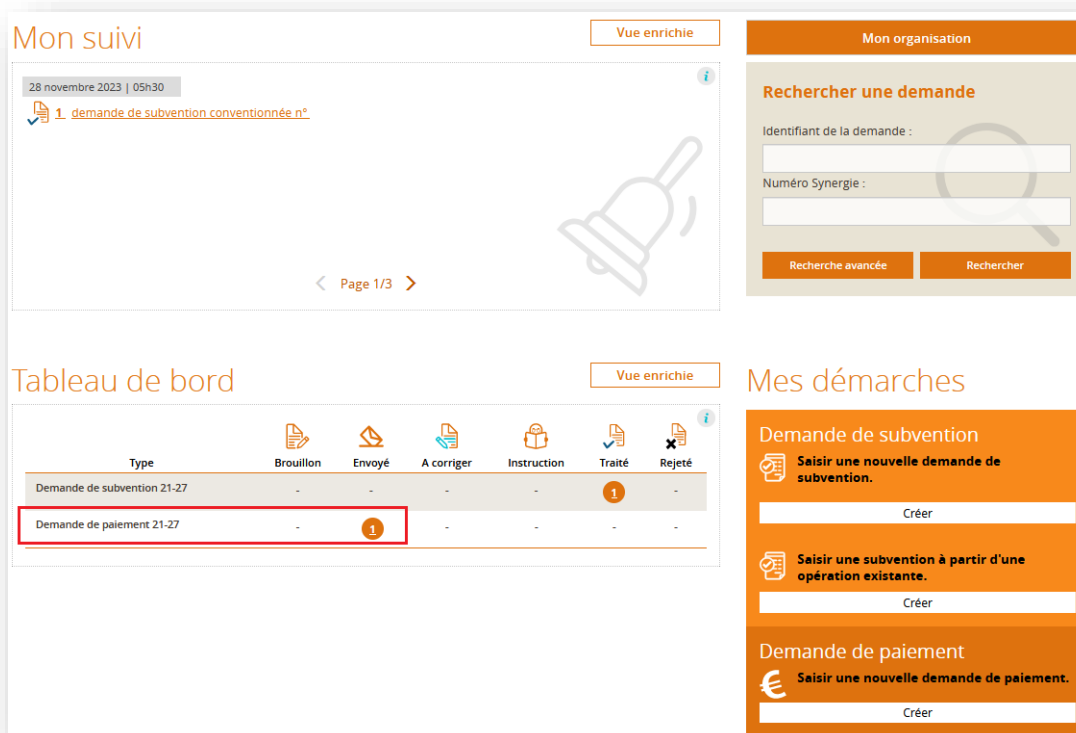 Mon suivi
Vue enrichie
28 novembre 2023 | 05h30
i
1 demande de subvention conventionnée n°
Page 1/3
Mon organisation
Rechercher une demande
Identifiant de la demande :
Numéro Synergie :
Recherche avancée
Rechercher
Tableau de bord
Vue enrichie
i
Type Brouillon Envoyé A corriger Instruction Traité Rejeté
Demande de subvention 21-27 - - - - 1 -
Demande de paiement 21-27 - 1 - - - -
Mes démarches
Demande de subvention
Saisir une nouvelle demande de
subvention.
Créer
Saisir une subvention à partir d'une
opération existante.
Créer
Demande de paiement
€ Saisir une nouvelle demande de paiement.
Créer